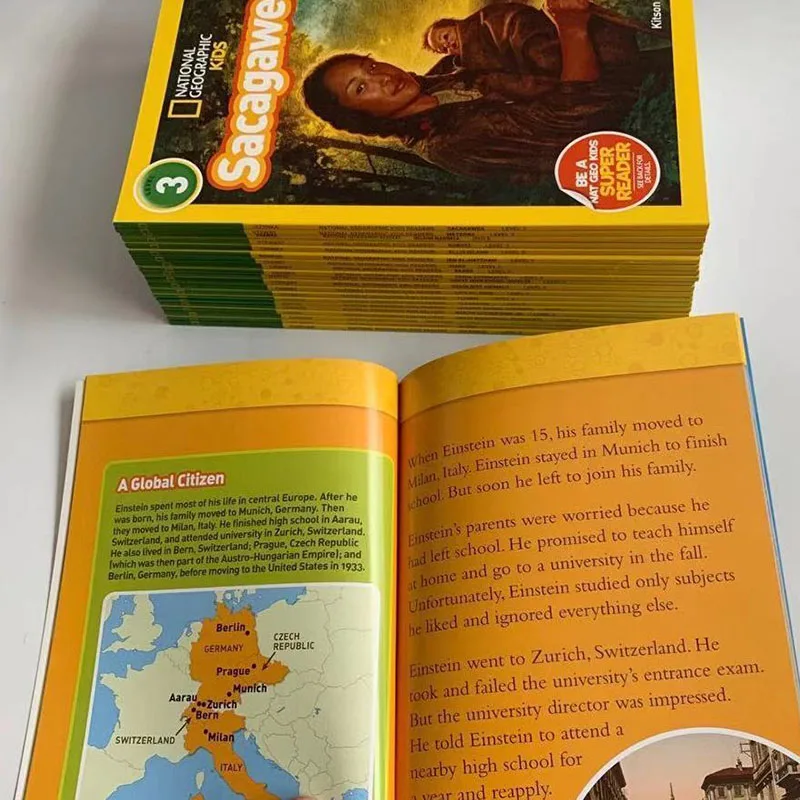 NATIONAL
GEOGRAPHIC
KiDS
Sacagawe
Kitson
3
BE A
NAT GEO KIDS
SUPER
READER
SEE BACK FOR
DETAILS.
A Global Citizen
Einstein spent most of his life in central Europe. After he
was born, his family moved to Munich, Germany. Then
they moved to Milan, Italy. He finished high school in Aarau,
Switzerland, and attended university in Zurich, Switzerland.
He also lived in Bern, Switzerland; Prague, Czech Republic
(which was then part of the Austro-Hungarian Empire); and
Berlin, Germany, before moving to the United States in 1933.
Berlin
GERMANY
CZECH
REPUBLIC
Prague
Munich
Aarau
Zurich
Bern
SWITZERLAND
Milan
ITALY
When Einstein was 15, his family moved to
Milan, Italy. Einstein stayed in Munich to finish
school. But soon he left to join his family.
Einstein's parents were worried because he
had left school. He promised to teach himself
at home and go to a university in the fall.
Unfortunately, Einstein studied only subjects
he liked and ignored everything else.
Einstein went to Zurich, Switzerland. He
took and failed the university's entrance exam.
But the university director was impressed.
He told Einstein to attend a
nearby high school for
a year and reapply.